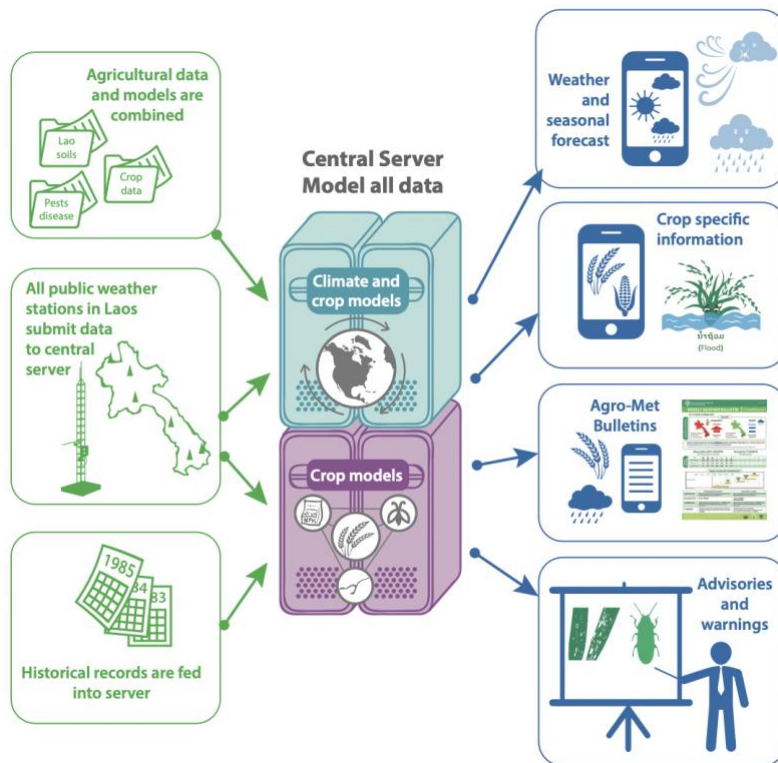 Agricultural data
and models are
combined
Lao
soils
Crop
data
Pests
disease
All public weather
stations in Laos
submit data
to central
server
1985
84
83
Historical records are fed
into server
Central Server
Model all data
Climate and
crop models
Crop models
Weather
and
seasonal
forecast
Crop specific
information
ນໍ້າຖ້ວມ
(Flood)
Agro-Met
Bulletins
Advisories
and
warnings